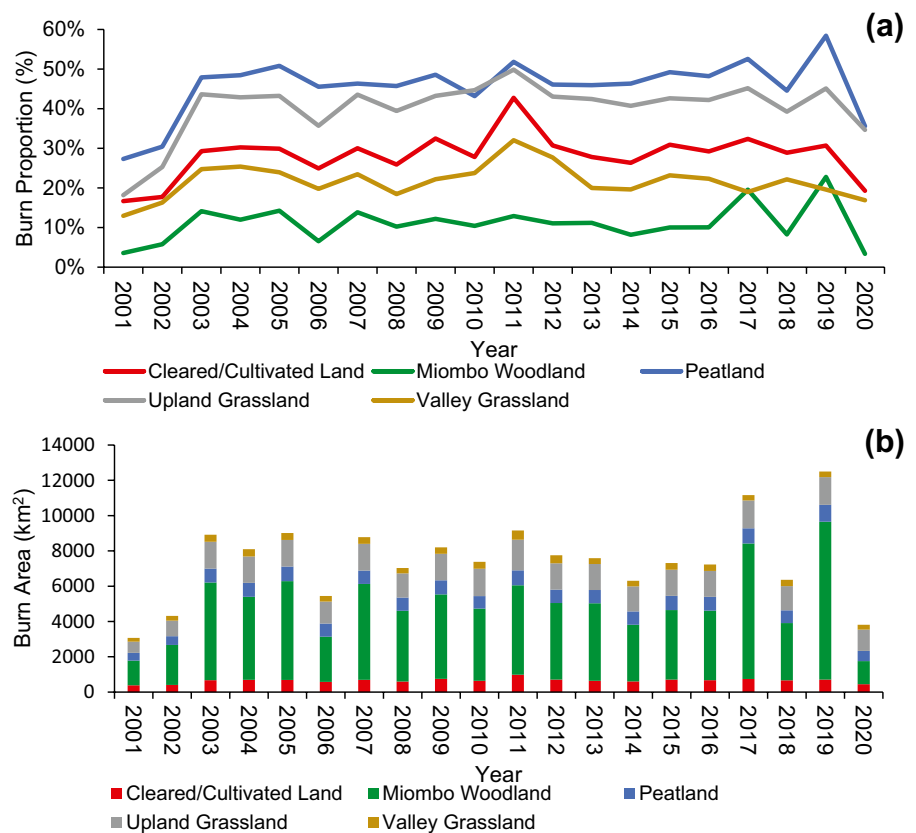 (a)
Burn Proportion (%)
60%
50%
40%
30%
20%
10%
0%
2001 2002 2003 2004 2005 2006 2007 2008 2009 2010 2011 2012 2013 2014 2015 2016 2017 2018 2019 2020
Year
Cleared/Cultivated Land Miombo Woodland Peatland
Upland Grassland Valley Grassland
(b)
Burn Area (km²)
14000
12000
10000
8000
6000
4000
2000
0
2001 2002 2003 2004 2005 2006 2007 2008 2009 2010 2011 2012 2013 2014 2015 2016 2017 2018 2019 2020
Year
Cleared/Cultivated Land Miombo Woodland Peatland
Upland Grassland Valley Grassland